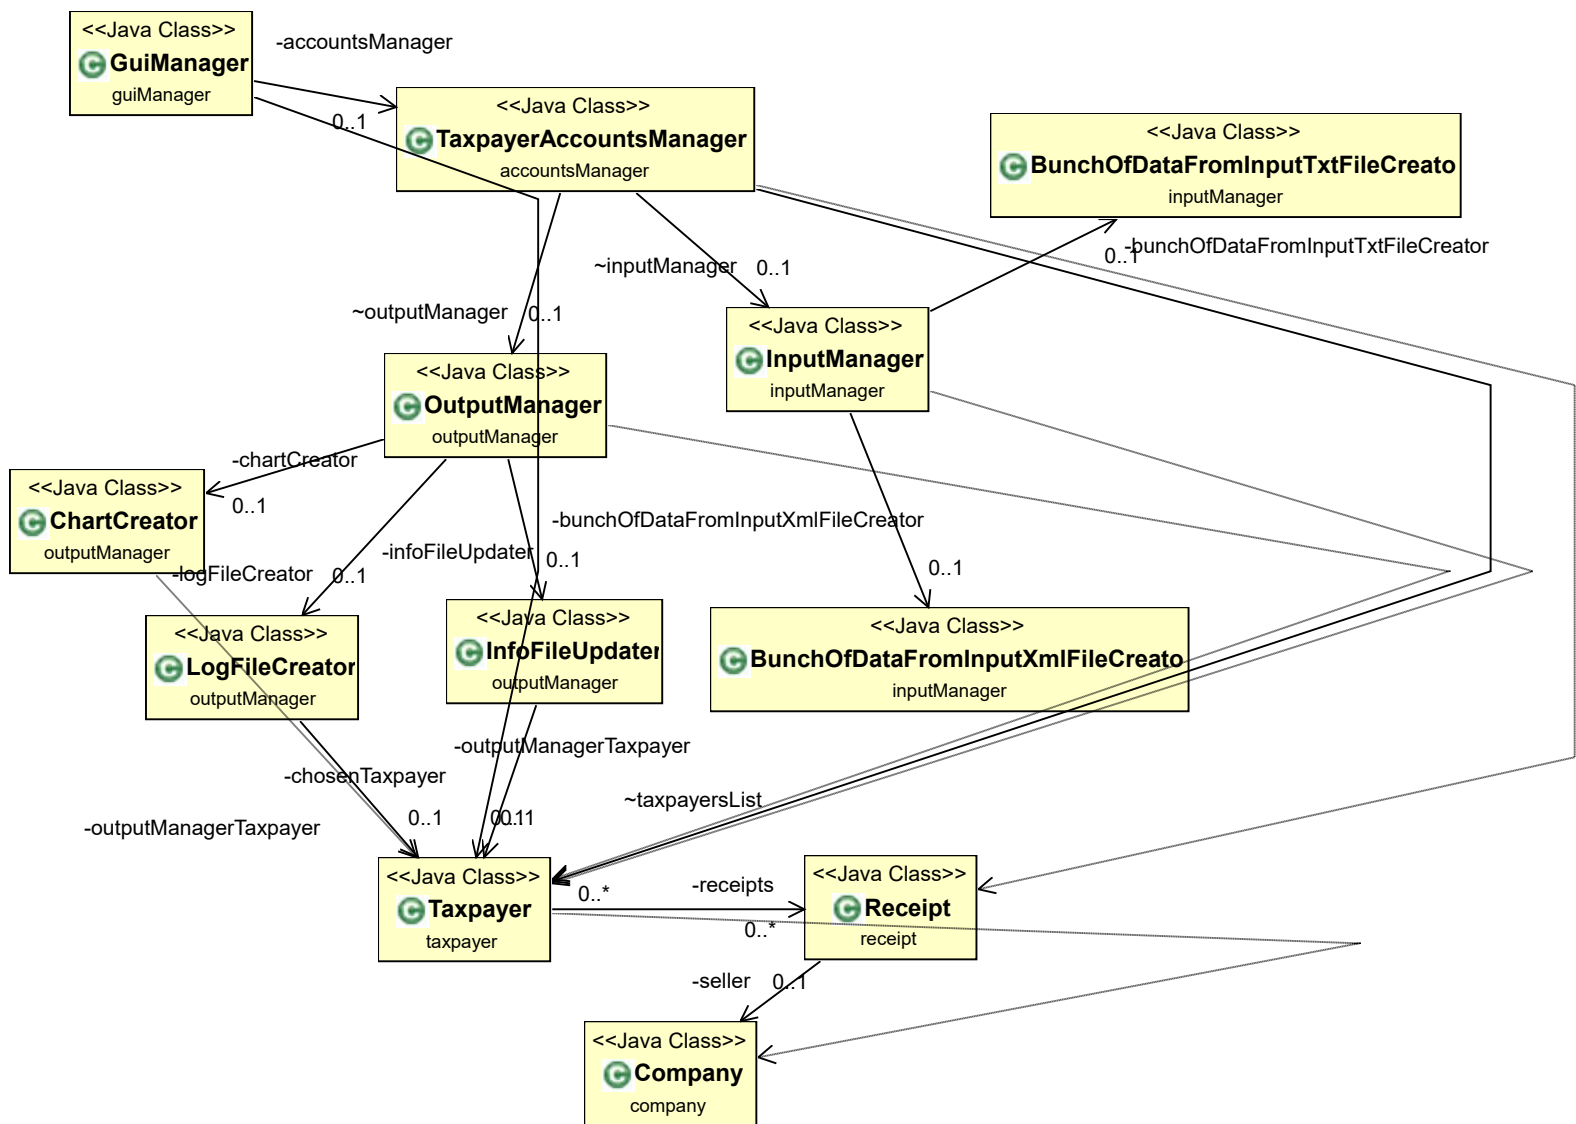 <<Java Class>>
GuiManager
guiManager
-accountsManager
0..1
<<Java Class>>
TaxpayerAccountsManager
accountsManager
<<Java Class>>
BunchOfDataFromInputTxtFileCreato
inputManager
-bunchOfDataFromInputTxtFileCreator
0..1
~inputManager
0..1
~outputManager
0..1
<<Java Class>>
InputManager
inputManager
<<Java Class>>
OutputManager
outputManager
-chartCreator
0..1
<<Java Class>>
ChartCreator
outputManager
-bunchOfDataFromInputXmlFileCreator
0..1
-infoFileUpdater
0..1
-logFileCreator
0..1
<<Java Class>>
LogFileCreator
outputManager
<<Java Class>>
InfoFileUpdater
outputManager
<<Java Class>>
BunchOfDataFromInputXmlFileCreato
inputManager
-outputManagerTaxpayer
-chosenTaxpayer
~taxpayersList
0..1
0..1
0..1
-outputManagerTaxpayer
<<Java Class>>
Taxpayer
taxpayer
0..*
-receipts
0..*
<<Java Class>>
Receipt
receipt
-seller
0..1
<<Java Class>>
Company
company